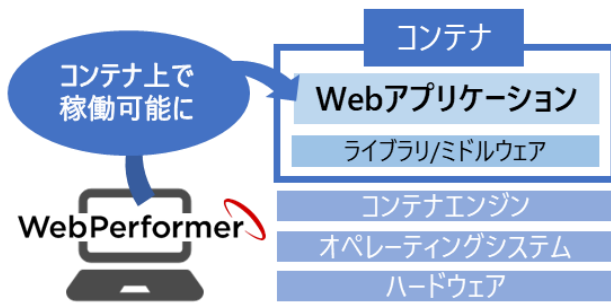 コンテナ上で
稼働可能に
WebPerformer
コンテナ
Webアプリケーション
ライブラリ/ミドルウェア
コンテナエンジン
オペレーティングシステム
ハードウェア